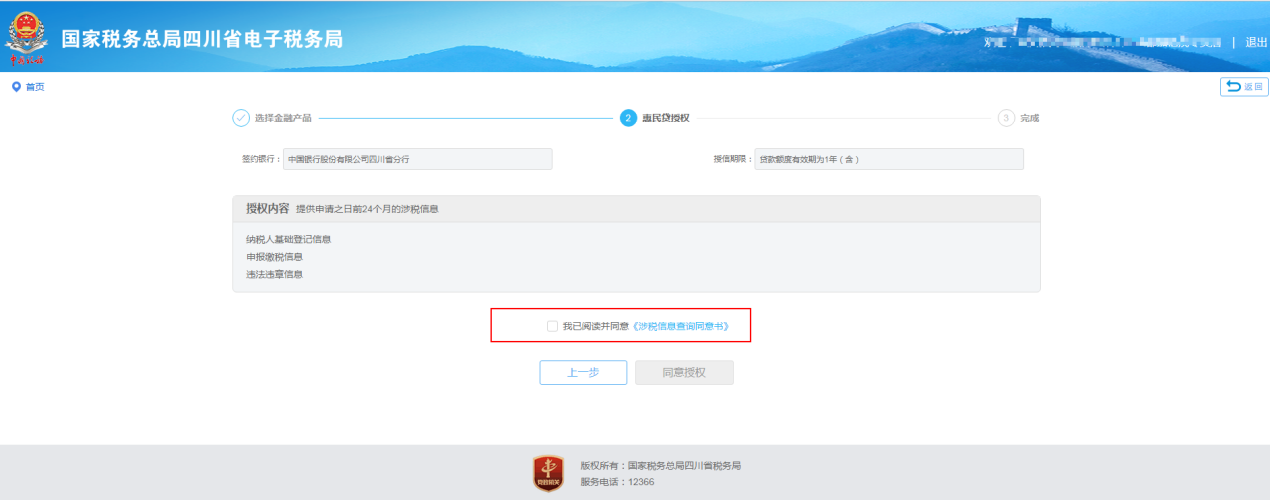 国家税务总局四川省电子税务局
退出
首页
返回
选择金融产品
2 惠民贷授权
3 完成
签约银行：中国银行股份有限公司四川省分行
授信期限：贷款额度有效期为1年（含）
授权内容 提供申请之日前24个月的涉税信息
纳税人基础登记信息
申报缴税信息
违法违章信息
我已阅读并同意《涉税信息查询同意书》
上一步
同意授权
版权所有：国家税务总局四川省税务局
服务电话：12366